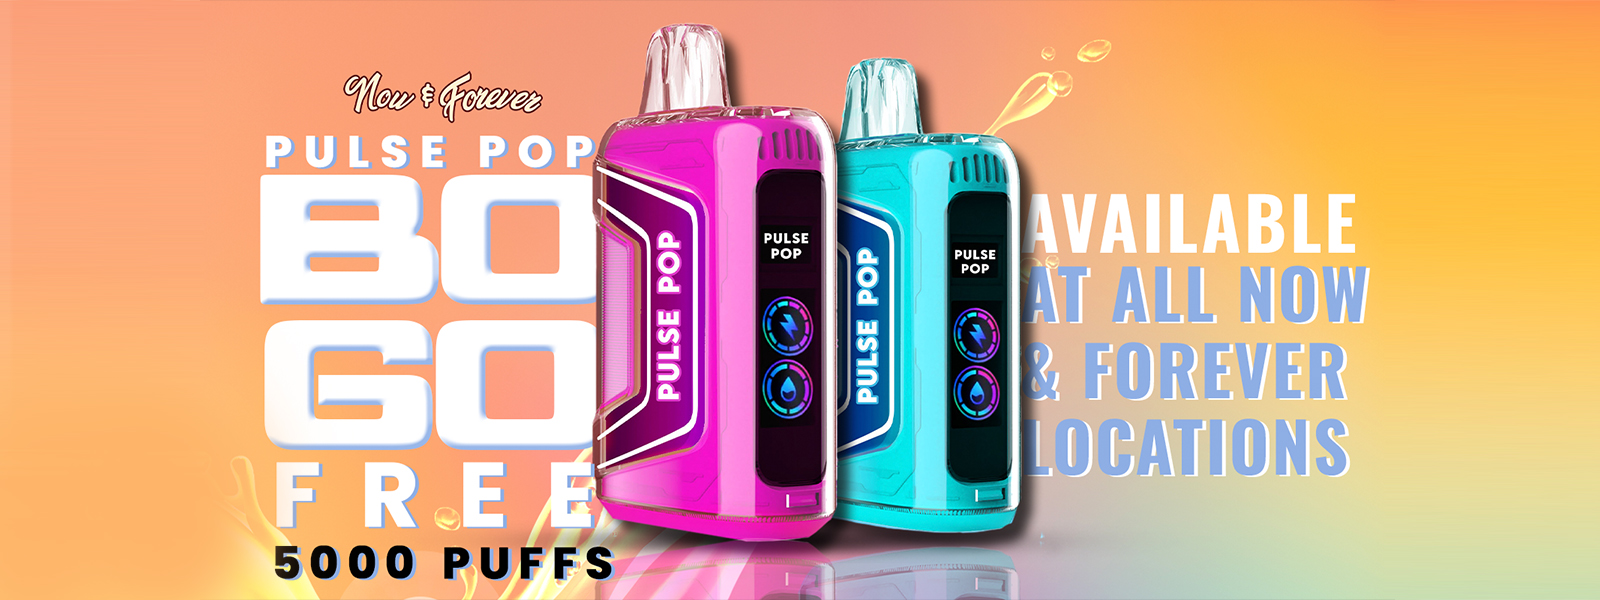 Now & Forever
PULSE POP
BO
GO
FREE
5000 PUFFS
PULSE POP
PULSE
POP
PULSE POP
PULSE
POP
AVAILABLE
AT ALL NOW
& FOREVER
LOCATIONS